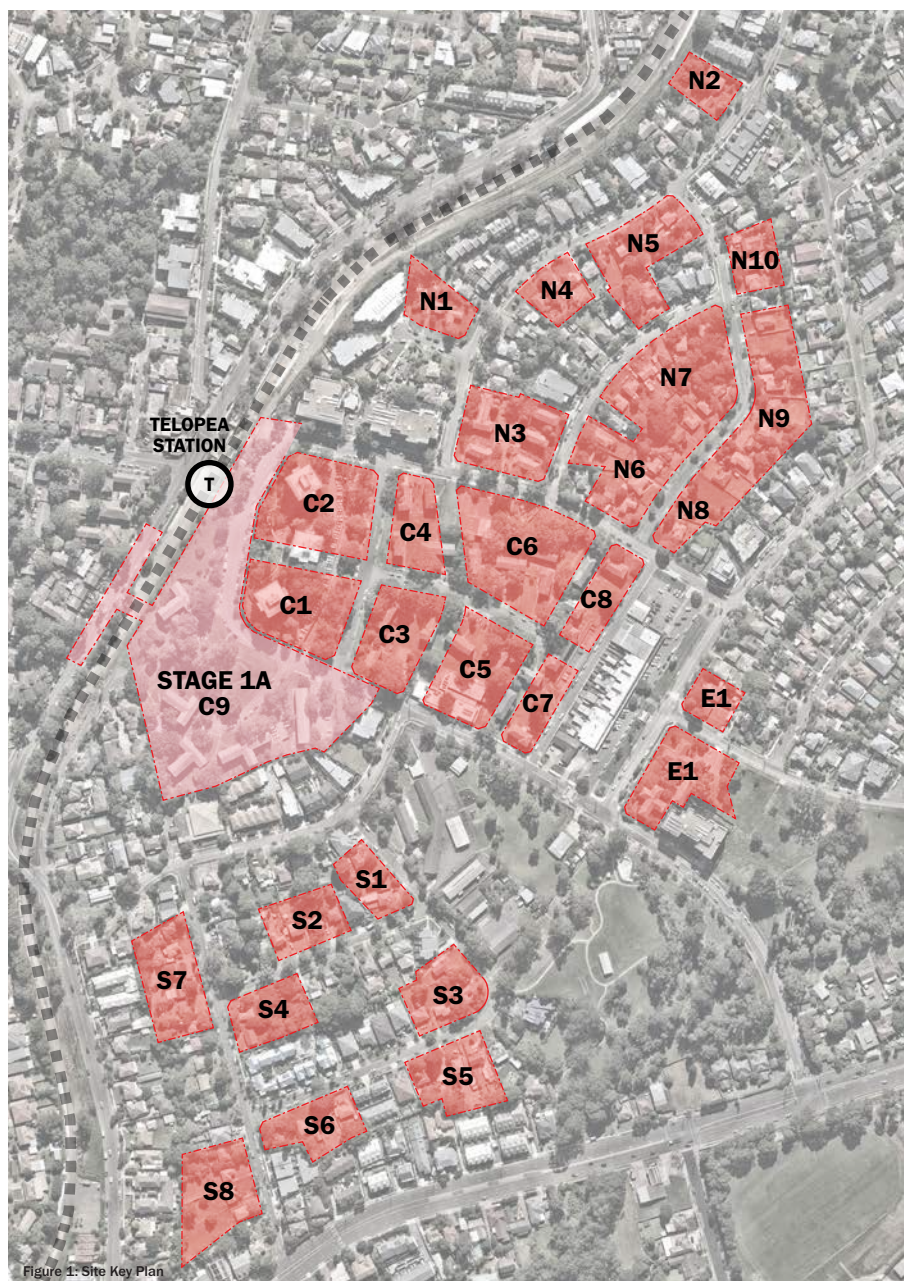 N2
N5
N10
N4
N1
N7
N9
N3
TELOPEA
STATION
T
N6
C2
N8
C4
C6
C8
C1
C3
C5
STAGE 1A
C9
C7
E1
E1
S1
S2
S7
S3
S4
S5
S6
S8
Figure 1: Site Key Plan